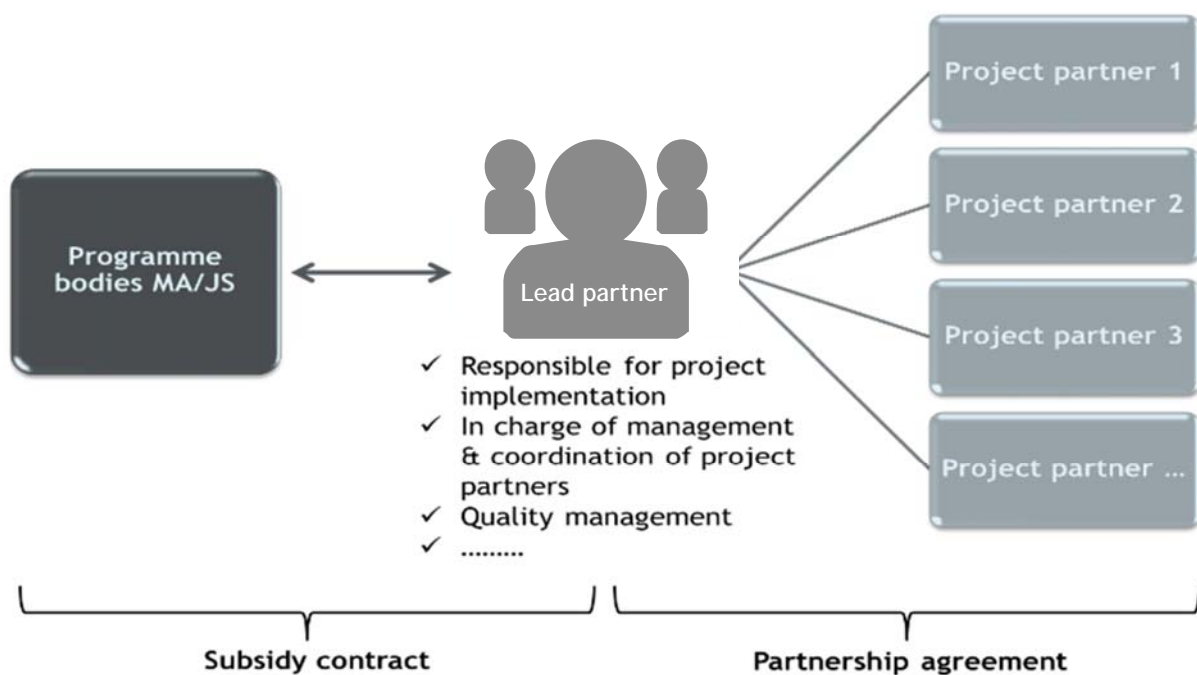 Programme
bodies MA/JS
Lead partner
✓ Responsible for project
implementation
✓ In charge of management
& coordination of project
partners
✓ Quality management
✓ .........
Project partner 1
Project partner 2
Project partner 3
Project partner ...
Subsidy contract
Partnership agreement